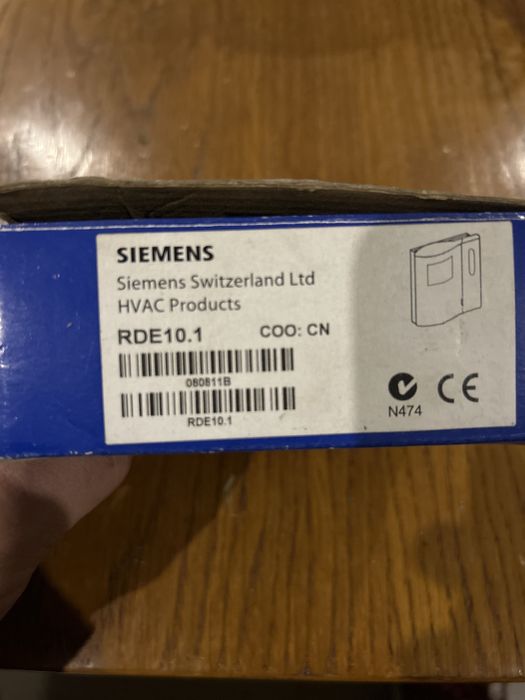 SIEMENS
Siemens Switzerland Ltd
HVAC Products
RDE10.1 COO: CN
080811B
RDE10.1
N474
CE